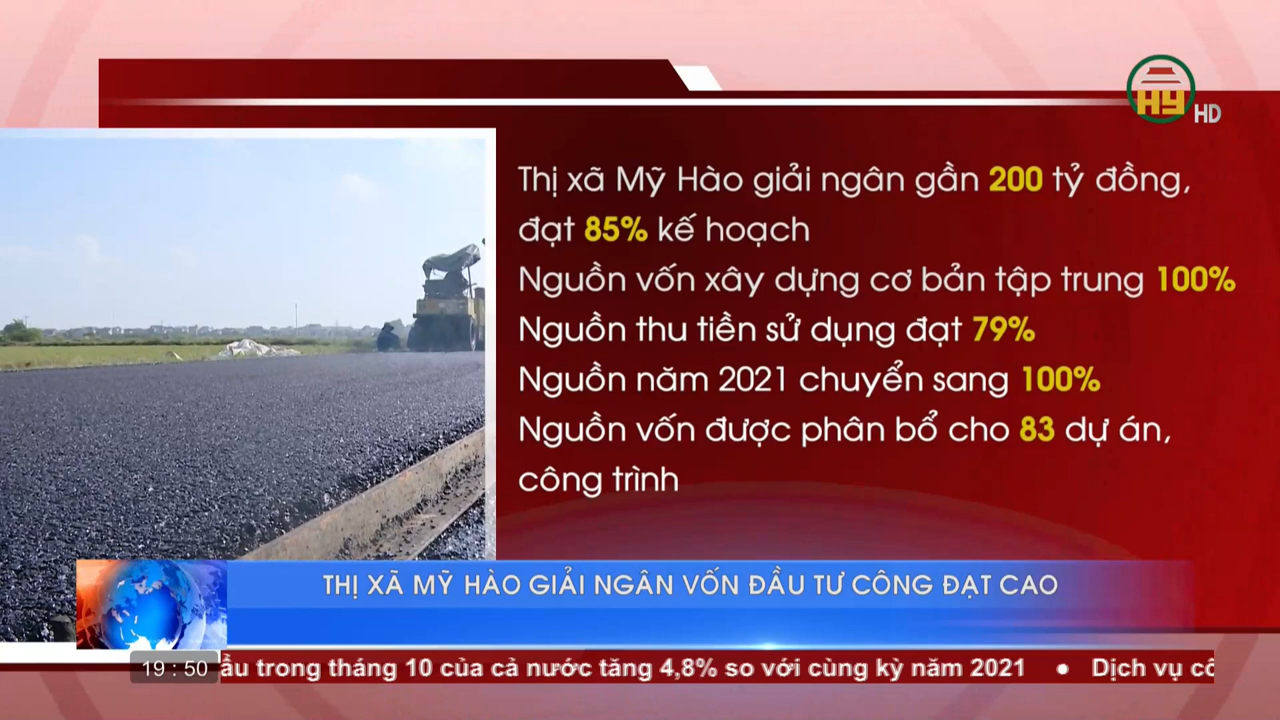 HY HD
Thị xã Mỹ Hào giải ngân gần 200 tỷ đồng,
đạt 85% kế hoạch
Nguồn vốn xây dựng cơ bản tập trung 100%
Nguồn thu tiền sử dụng đạt 79%
Nguồn năm 2021 chuyển sang 100%
Nguồn vốn được phân bổ cho 83 dự án,
công trình
THỊ XÃ MỸ HÀO GIẢI NGÂN VỐN ĐẦU TƯ CÔNG ĐẠT CAO
19 : 50 ẩu trong tháng 10 của cả nước tăng 4,8% so với cùng kỳ năm 2021 • Dịch vụ cô